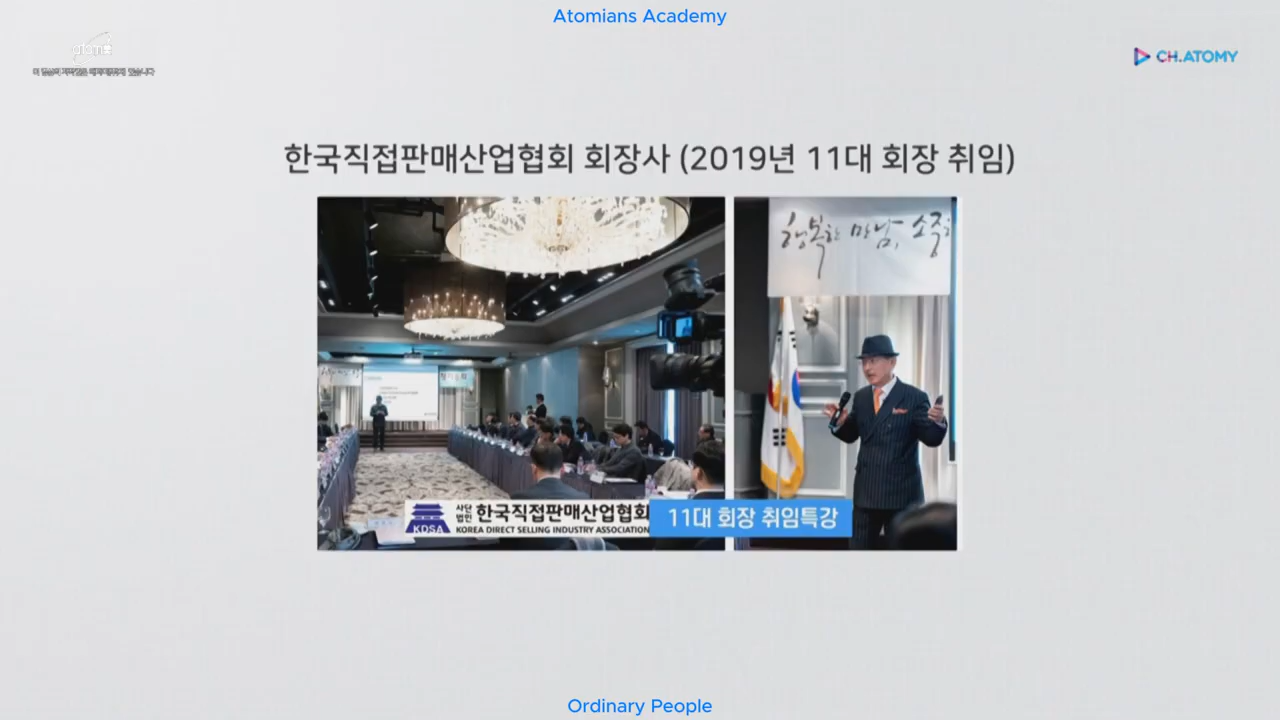 Atomians Academy
CH.ATOMY
한국직접판매산업협회 회장사 (2019년 11대 회장 취임)
행복한 만남, 소중
KDSA
사단법인 한국직접판매산업협회
KOREA DIRECT SELLING INDUSTRY ASSOCIATION
11대 회장 취임특강
Ordinary People